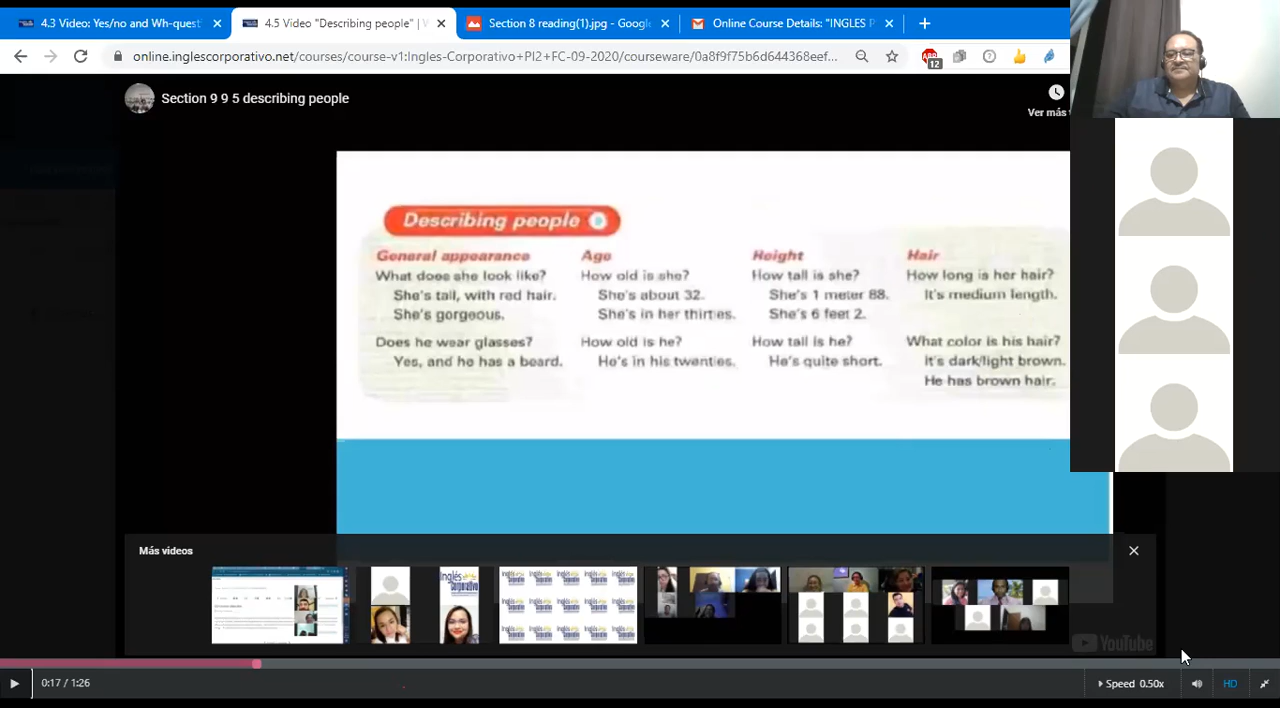 4.3 Video: Yes/no and Wh-quest
4.5 Video "Describing people" | V
Section 8 reading(1).jpg - Google
Online Course Details: "INGLES P
online.inglescorporativo.net/courses/course-v1:Ingles-Corporativo+PI2+FC-09-2020/courseware/0a8f9f75b6d644368eef...
12
Section 9 9 5 describing people
Ver más
Describing people
General appearance
What does she look like?
She's tall, with red hair.
She's gorgeous.
Does he wear glasses?
Yes, and he has a beard.
Age
How old is she?
She's about 32.
She's in her thirties.
How old is he?
He's in his twenties.
Height
How tall is she?
She's 1 meter 88.
She's 6 feet 2.
How tall is he?
He's quite short.
Hair
How long is her hair?
It's medium length.
What color is his hair?
It's dark/light brown.
He has brown hair.
Más videos
Inglés Corporativo
YouTube
0:17 / 1:26
Speed 0.50x
HD